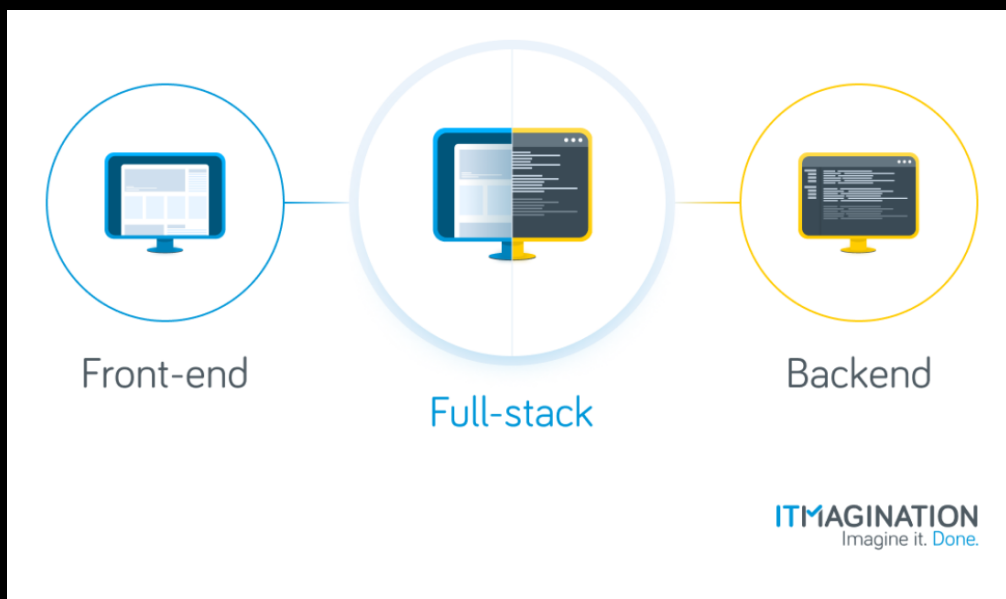 Front-end
Full-stack
Backend
ITMAGINATION
Imagine it. Done.